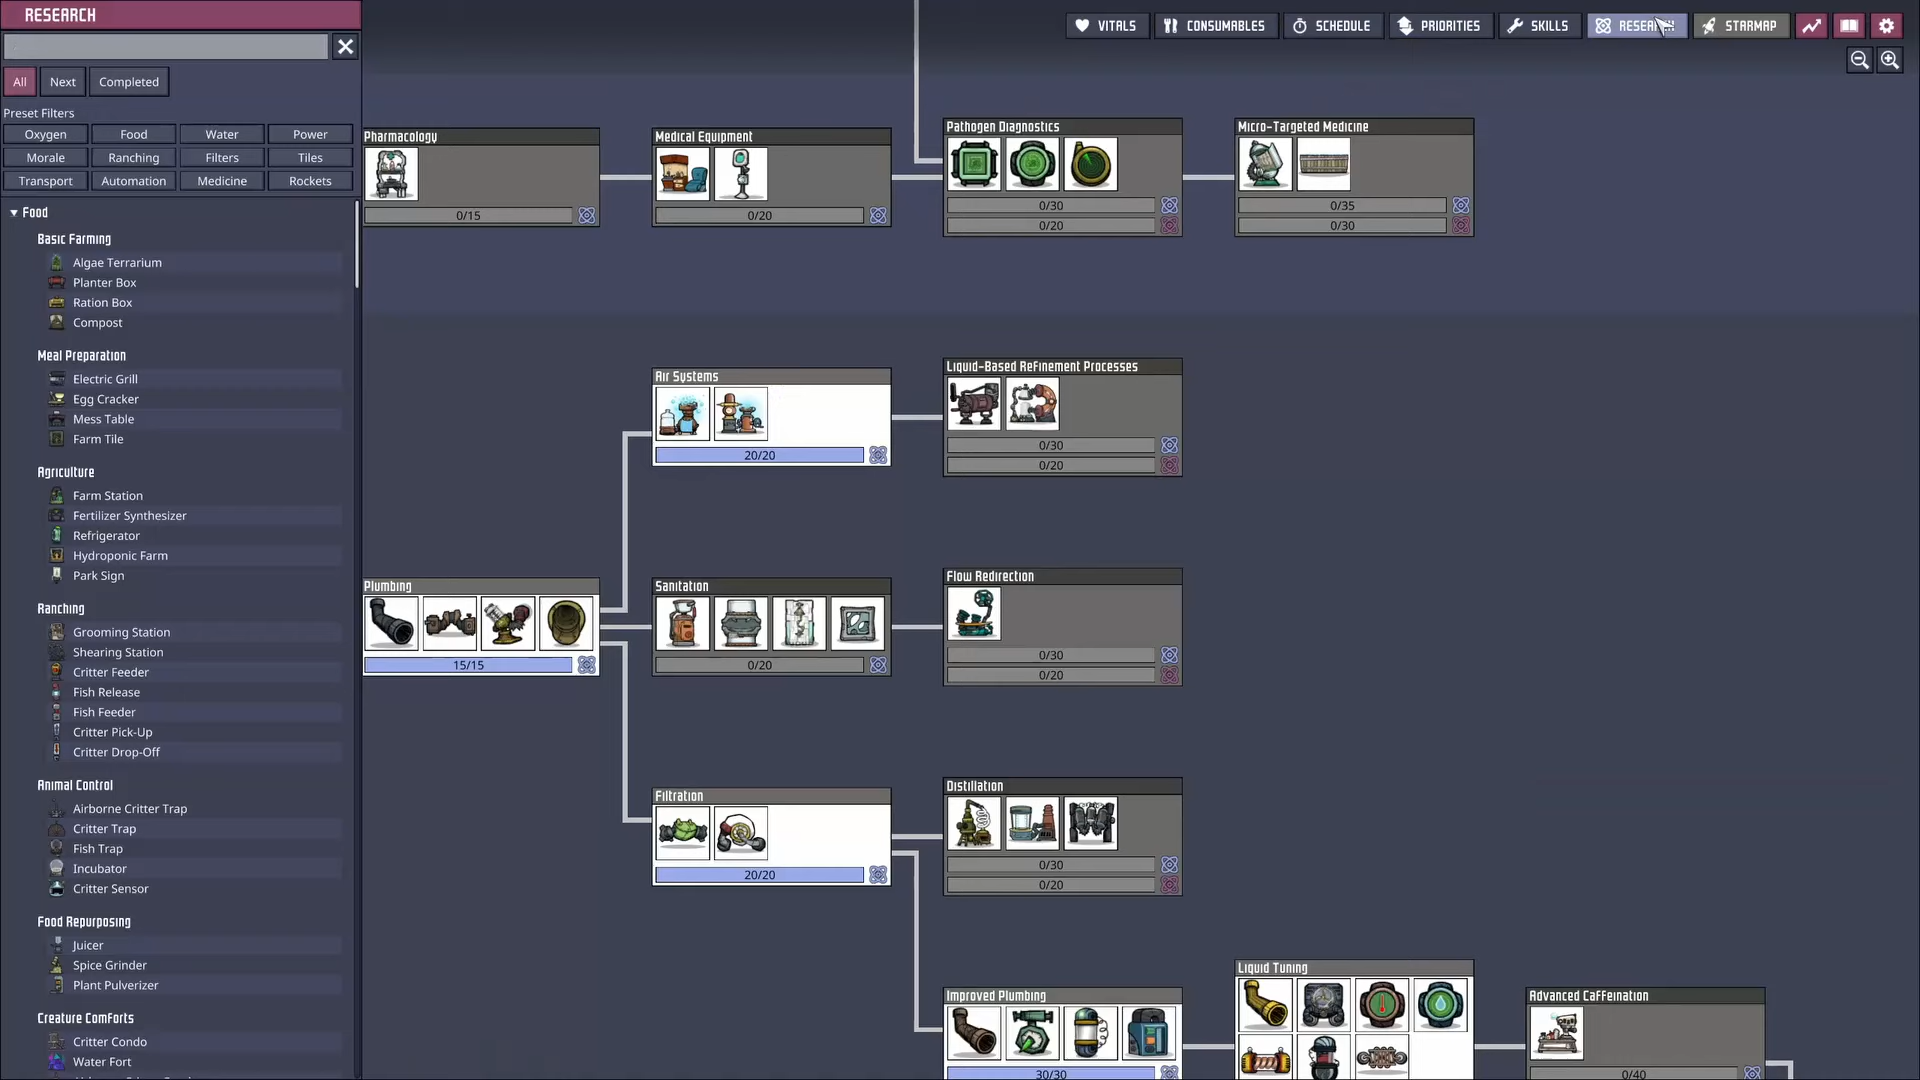 RESEARCH
VITALS
CONSUMABLES
SCHEDULE
PRIORITIES
SKILLS
STARMAP
All
Next
Completed
Preset Filters
Oxygen
Food
Water
Power
Morale
Ranching
Filters
Tiles
Transport
Automation
Medicine
Rockets
Food
Basic Farming
Algae Terrarium
Planter Box
Ration Box
Compost
Meal Preparation
Electric Grill
Egg Cracker
Mess Table
Farm Tile
Agriculture
Farm Station
Fertilizer Synthesizer
Refrigerator
Hydroponic Farm
Park Sign
Ranching
Grooming Station
Shearing Station
Critter Feeder
Fish Release
Fish Feeder
Critter Pick-Up
Critter Drop-Off
Animal Control
Airborne Critter Trap
Critter Trap
Fish Trap
Incubator
Critter Sensor
Food Repurposing
Juicer
Spice Grinder
Plant Pulverizer
Creature Comforts
Critter Condo
Water Fort
Pharmacology
0/15
Medical Equipment
0/20
Pathogen Diagnostics
0/30
0/20
Micro-Targeted Medicine
0/35
0/30
Air Systems
20/20
Liquid-Based Refinement Processes
0/30
0/20
Plumbing
15/15
Sanitation
0/20
Flow Redirection
0/30
0/20
Filtration
20/20
Distillation
0/30
0/20
Improved Plumbing
30/30
Liquid Tuning
Advanced Caffeination
0/40